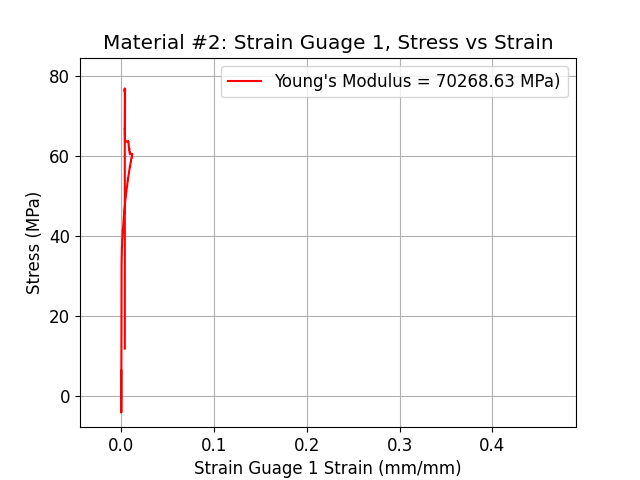 Material #2: Strain Guage 1, Stress vs Strain
Young's Modulus = 70268.63 MPa)
80
60
40
20
0
Stress (MPa)
0.0 0.1 0.2 0.3 0.4
Strain Guage 1 Strain (mm/mm)